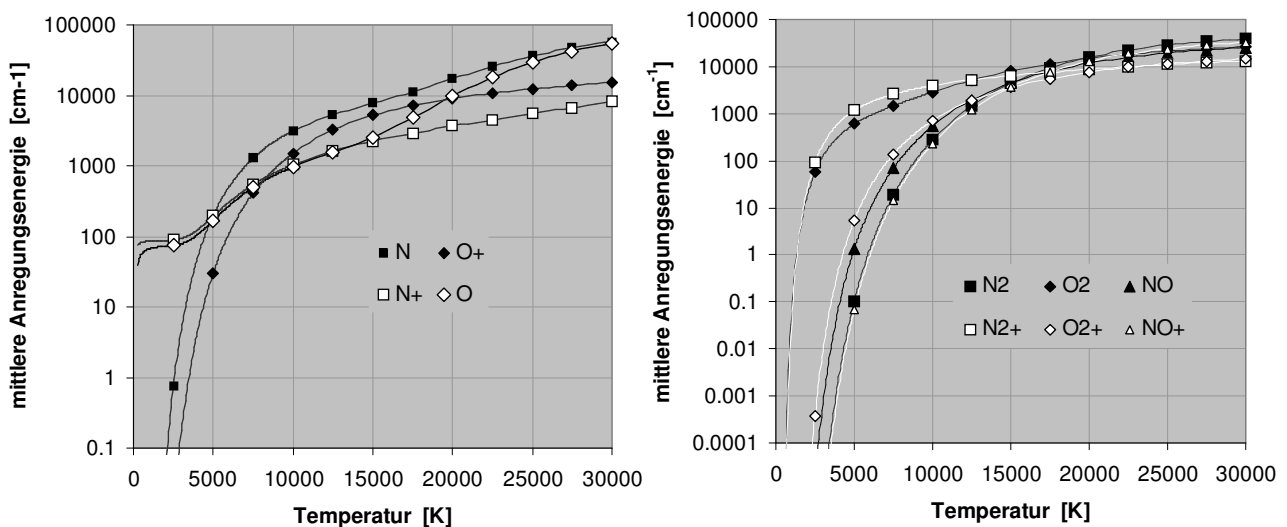 mittlere Anregungsenergie [cm-1]
100000
10000
1000
100
10
1
0.1
N O+
N+ O
0 5000 10000 15000 20000 25000 30000
Temperatur [K]
mittlere Anregungsenergie [cm⁻¹]
100000
10000
1000
100
10
1
0.1
0.01
0.001
0.0001
N2 O2 NO
N2+ O2+ NO+
0 5000 10000 15000 20000 25000 30000
Temperatur [K]